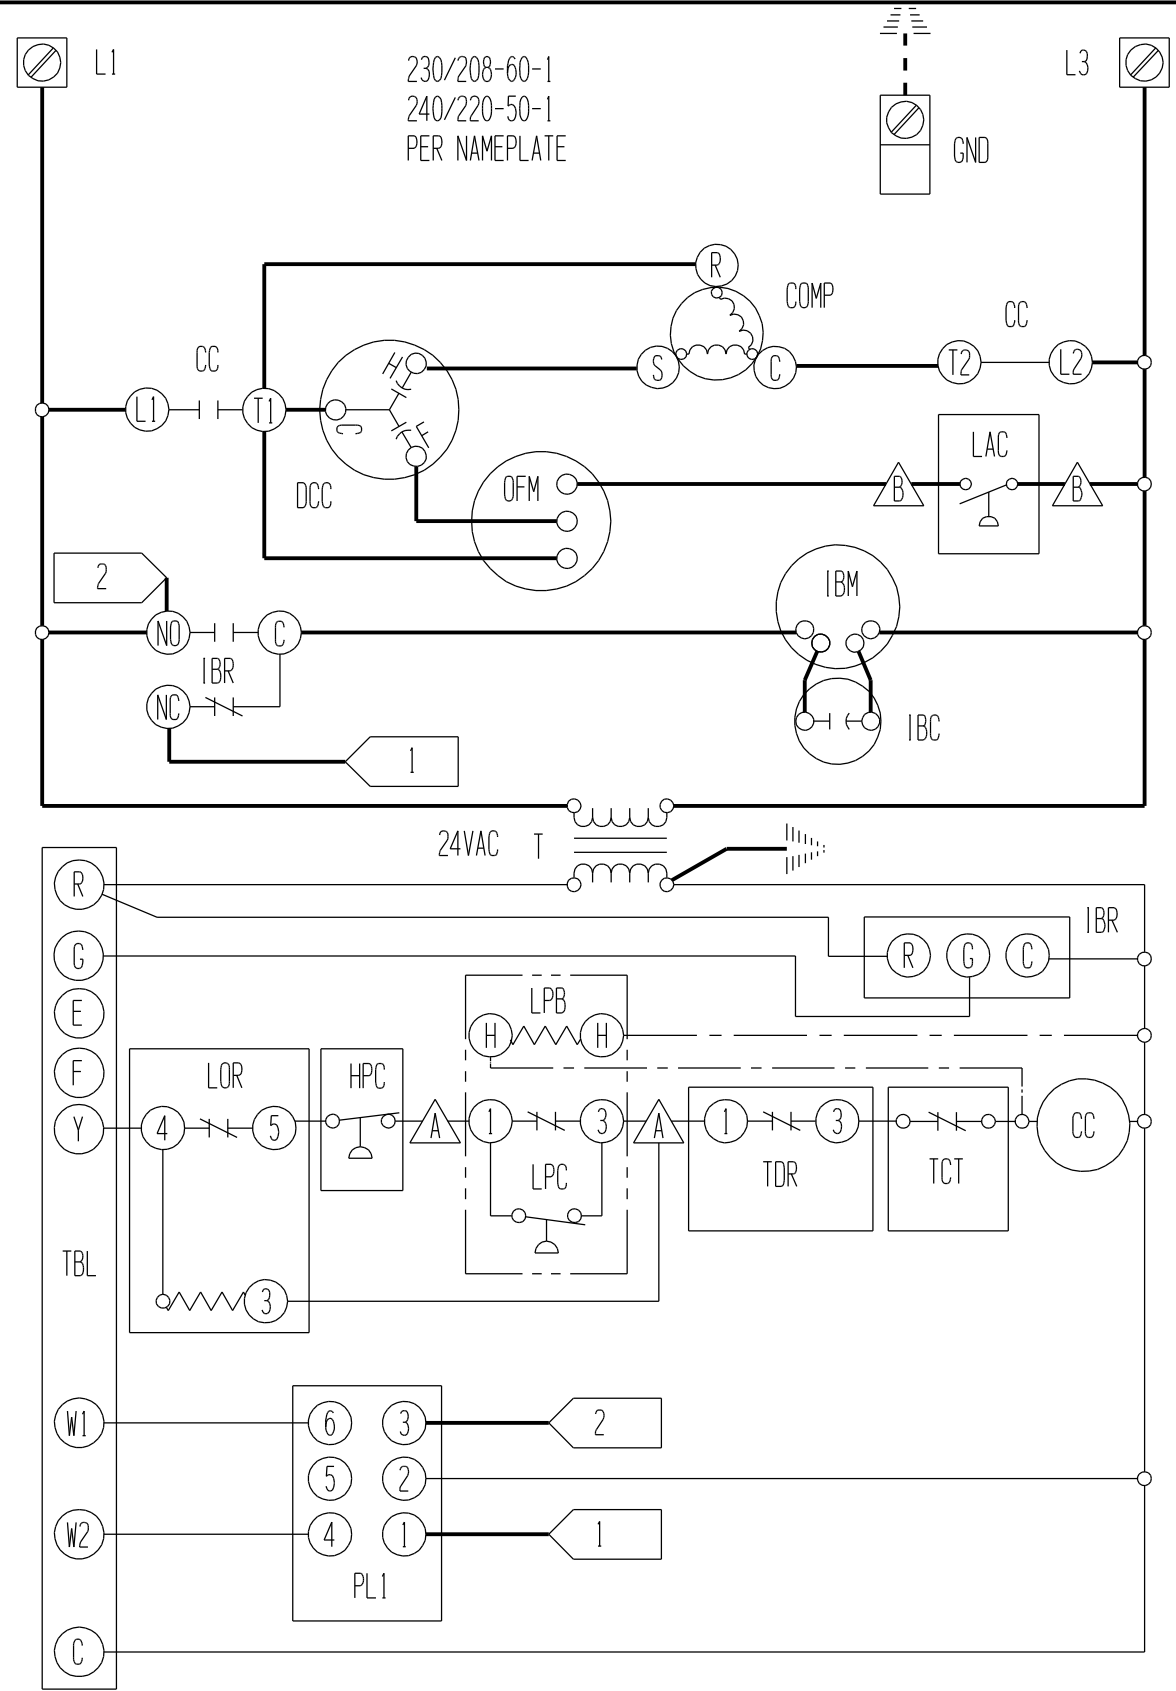 L1
230/208-60-1
240/220-50-1
PER NAMEPLATE
L3
GND
R
COMP
CC
CC
H
S
C
T2
L2
L1
T1
C
F
DCC
OFM
B
LAC
B
2
IBM
NO
C
IBR
NC
IBC
1
24VAC T
R
IBR
G
R
G
C
E
LPB
H
H
F
LOR
HPC
Y
4
5
A
1
3
A
1
3
CC
LPC
TDR
TCT
TBL
3
W1
6
3
2
5
2
W2
4
1
1
PL1
C